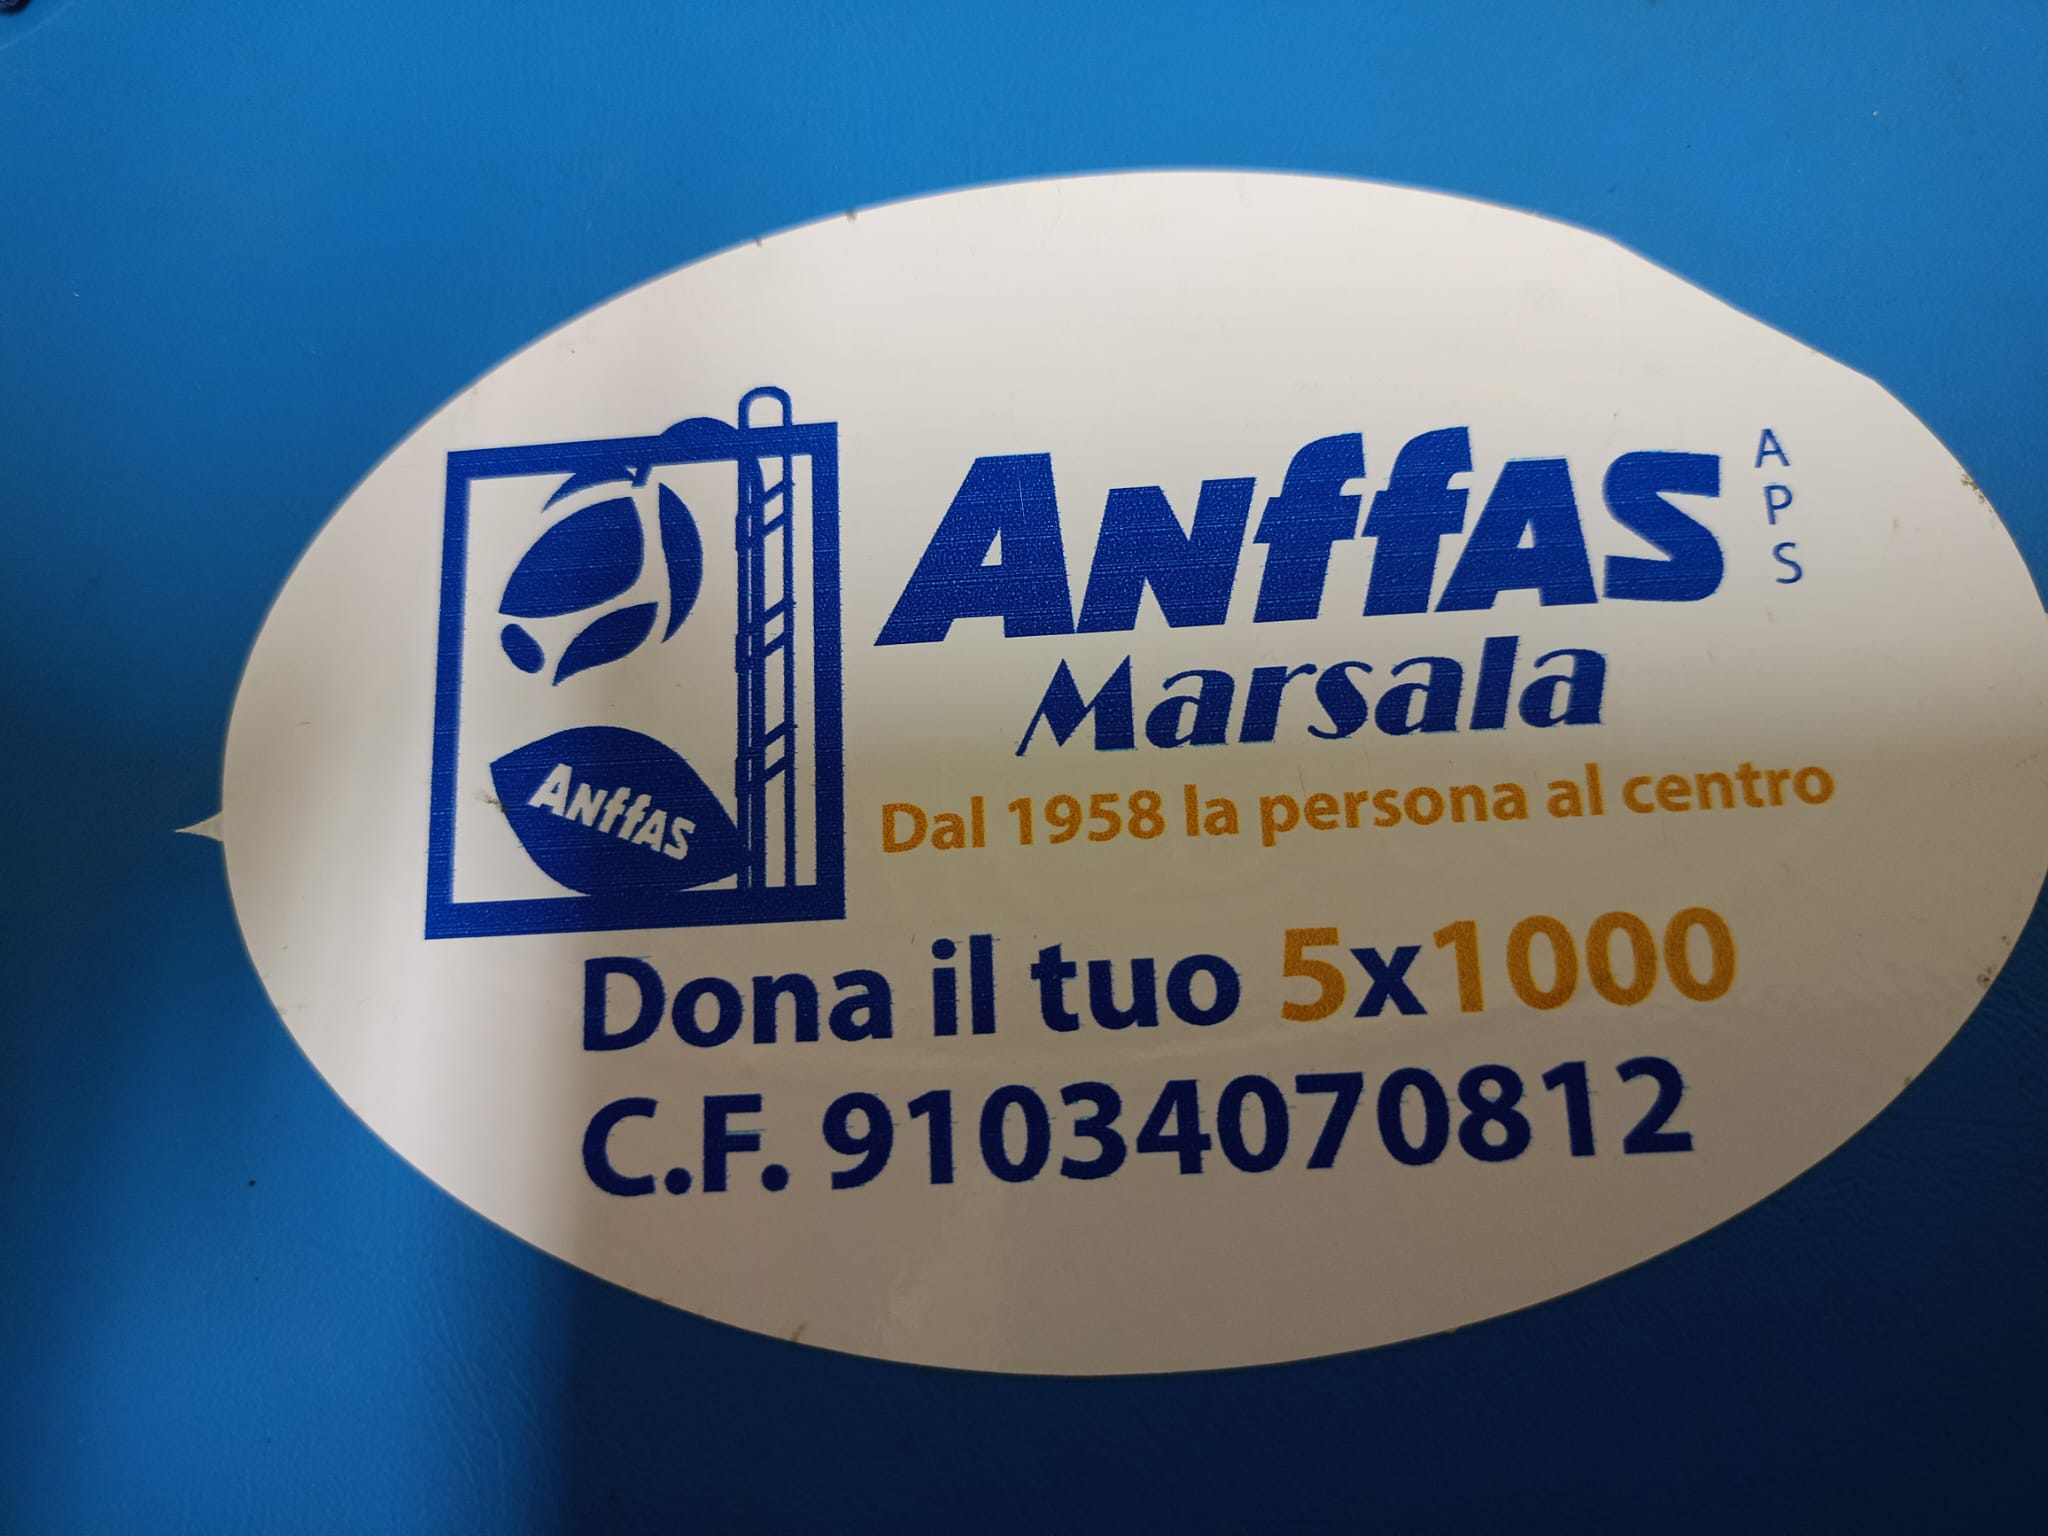 Anffas APS
Marsala
Dal 1958 la persona al centro
Anffas
Dona il tuo 5x1000
C.F. 91034070812